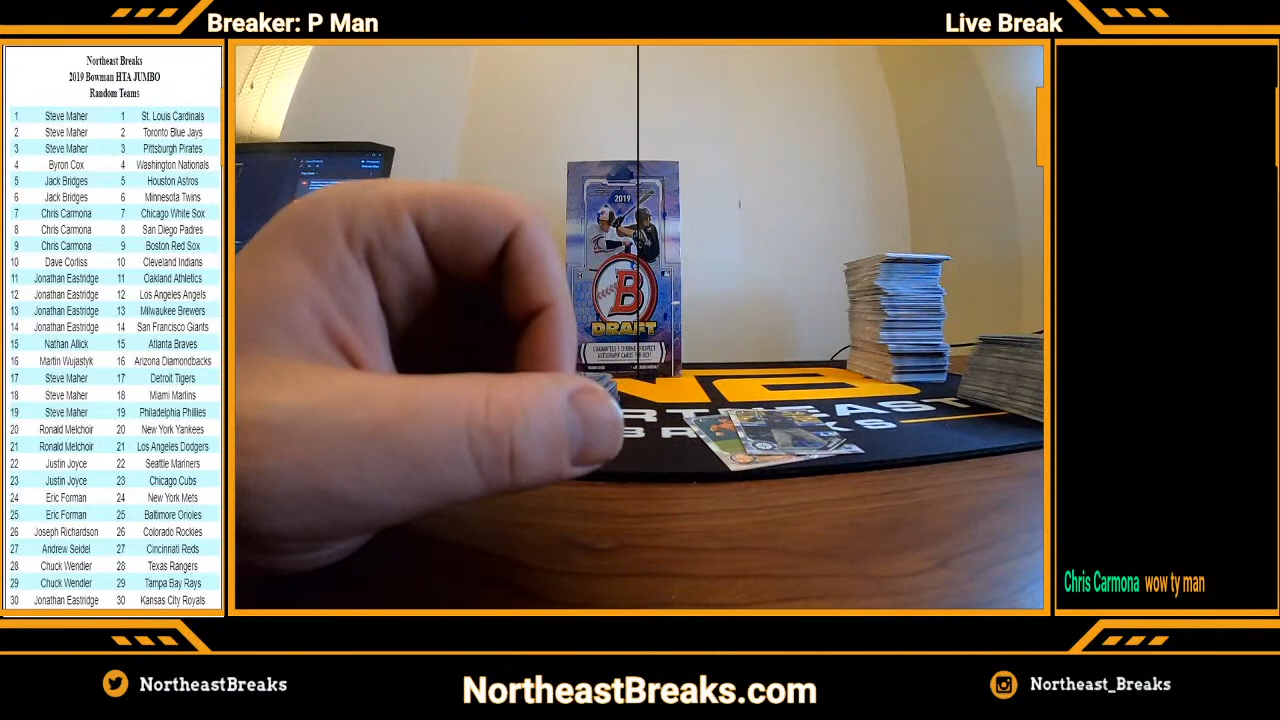 Breaker: P Man
Live Break
Northeast Breaks
2019 Bowman HTA JUMBO
Random Teams
1 Steve Maher 1 St. Louis Cardinals
2 Steve Maher 2 Toronto Blue Jays
3 Steve Maher 3 Pittsburgh Pirates
4 Byron Cox 4 Washington Nationals
5 Jack Bridges 5 Houston Astros
6 Jack Bridges 6 Minnesota Twins
7 Chris Carmona 7 Chicago White Sox
8 Chris Carmona 8 San Diego Padres
9 Chris Carmona 9 Boston Red Sox
10 Dave Corliss 10 Cleveland Indians
11 Jonathan Eastridge 11 Oakland Athletics
12 Jonathan Eastridge 12 Los Angeles Angels
13 Jonathan Eastridge 13 Milwaukee Brewers
14 Jonathan Eastridge 14 San Francisco Giants
15 Nathan Allick 15 Atlanta Braves
16 Martin Wujastyk 16 Arizona Diamondbacks
17 Steve Maher 17 Detroit Tigers
18 Steve Maher 18 Miami Marlins
19 Steve Maher 19 Philadelphia Phillies
20 Ronald Melchoir 20 New York Yankees
21 Ronald Melchoir 21 Los Angeles Dodgers
22 Justin Joyce 22 Seattle Mariners
23 Justin Joyce 23 Chicago Cubs
24 Eric Forman 24 New York Mets
25 Eric Forman 25 Baltimore Orioles
26 Joseph Richardson 26 Colorado Rockies
27 Andrew Seidel 27 Cincinnati Reds
28 Chuck Wendler 28 Texas Rangers
29 Chuck Wendler 29 Tampa Bay Rays
30 Jonathan Eastridge 30 Kansas City Royals
2019
B
DRAFT
Chris Carmona wow ty man
NortheastBreaks
NortheastBreaks.com
Northeast_Breaks